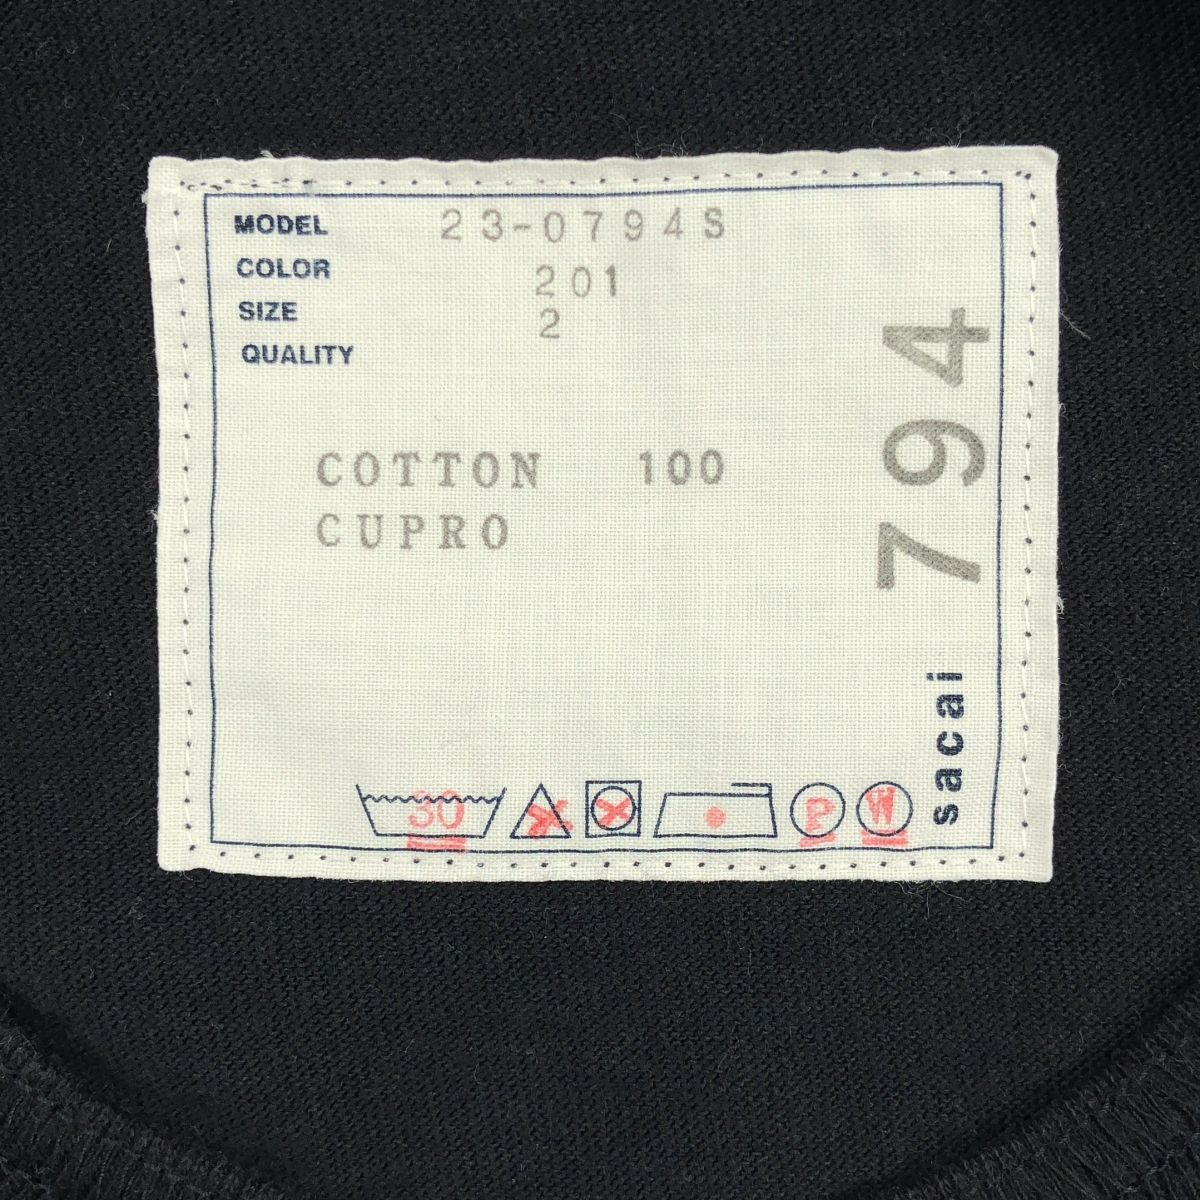 MODEL 23-0794S
COLOR 201
SIZE 2
QUALITY
COTTON 100
CUPRO
794
sacai
30 P W